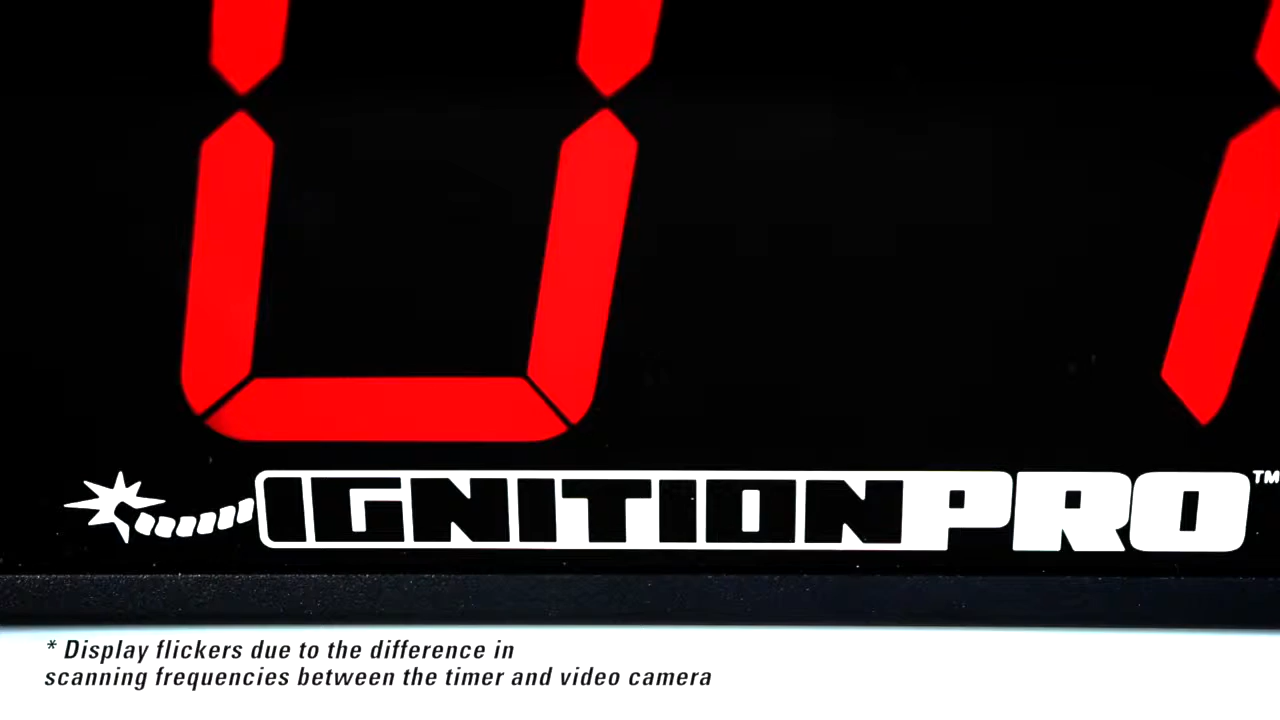 IGNITIONPRO™
* Display flickers due to the difference in
scanning frequencies between the timer and video camera